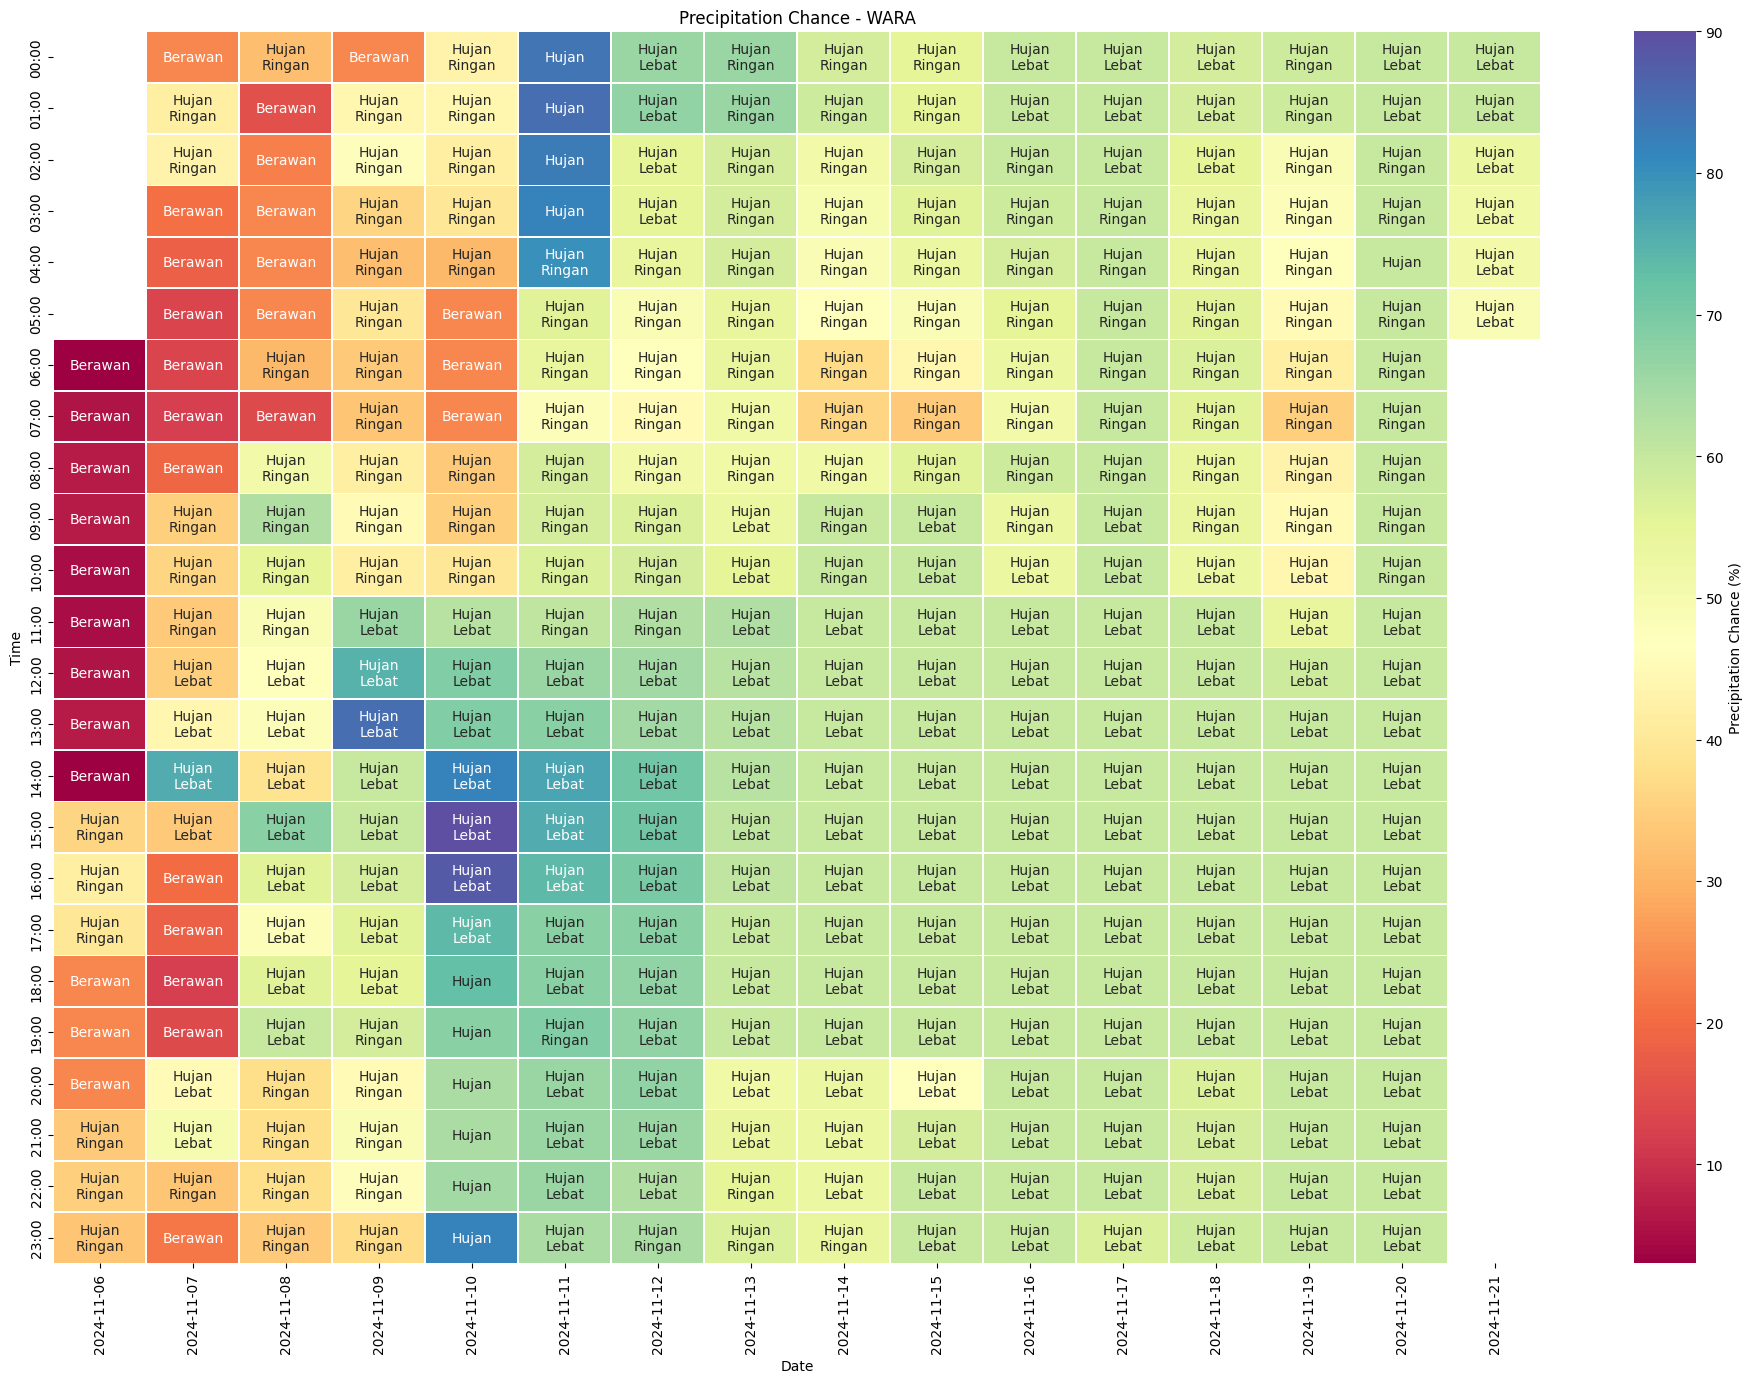 Precipitation Chance - WARA
00:00 Berawan Hujan Ringan Berawan Hujan Ringan Hujan Hujan Lebat Hujan Ringan Hujan Ringan Hujan Ringan Hujan Lebat Hujan Lebat Hujan Lebat Hujan Ringan Hujan Lebat Hujan Lebat
01:00 Hujan Ringan Berawan Hujan Ringan Hujan Ringan Hujan Hujan Lebat Hujan Ringan Hujan Ringan Hujan Ringan Hujan Lebat Hujan Lebat Hujan Lebat Hujan Ringan Hujan Lebat Hujan Lebat
02:00 Hujan Ringan Berawan Hujan Ringan Hujan Ringan Hujan Hujan Lebat Hujan Ringan Hujan Ringan Hujan Ringan Hujan Ringan Hujan Lebat Hujan Lebat Hujan Ringan Hujan Ringan Hujan Lebat
03:00 Berawan Berawan Hujan Ringan Hujan Ringan Hujan Hujan Lebat Hujan Ringan Hujan Ringan Hujan Ringan Hujan Ringan Hujan Ringan Hujan Ringan Hujan Ringan Hujan Ringan Hujan Lebat
04:00 Berawan Berawan Hujan Ringan Hujan Ringan Hujan Ringan Hujan Ringan Hujan Ringan Hujan Ringan Hujan Ringan Hujan Ringan Hujan Ringan Hujan Ringan Hujan Ringan Hujan Hujan Lebat
05:00 Berawan Berawan Hujan Ringan Berawan Hujan Ringan Hujan Ringan Hujan Ringan Hujan Ringan Hujan Ringan Hujan Ringan Hujan Ringan Hujan Ringan Hujan Ringan Hujan Ringan Hujan Lebat
06:00 Berawan Berawan Hujan Ringan Hujan Ringan Berawan Hujan Ringan Hujan Ringan Hujan Ringan Hujan Ringan Hujan Ringan Hujan Ringan Hujan Ringan Hujan Ringan Hujan Ringan Hujan Ringan
07:00 Berawan Berawan Berawan Hujan Ringan Berawan Hujan Ringan Hujan Ringan Hujan Ringan Hujan Ringan Hujan Ringan Hujan Ringan Hujan Ringan Hujan Ringan Hujan Ringan Hujan Ringan
08:00 Berawan Berawan Hujan Ringan Hujan Ringan Hujan Ringan Hujan Ringan Hujan Ringan Hujan Ringan Hujan Ringan Hujan Ringan Hujan Ringan Hujan Ringan Hujan Ringan Hujan Ringan Hujan Ringan
09:00 Berawan Hujan Ringan Hujan Ringan Hujan Ringan Hujan Ringan Hujan Ringan Hujan Ringan Hujan Lebat Hujan Ringan Hujan Lebat Hujan Ringan Hujan Lebat Hujan Ringan Hujan Ringan Hujan Ringan
10:00 Berawan Hujan Ringan Hujan Ringan Hujan Ringan Hujan Ringan Hujan Ringan Hujan Ringan Hujan Lebat Hujan Ringan Hujan Lebat Hujan Lebat Hujan Lebat Hujan Lebat Hujan Lebat Hujan Ringan
11:00 Berawan Hujan Ringan Hujan Ringan Hujan Lebat Hujan Lebat Hujan Ringan Hujan Ringan Hujan Lebat Hujan Lebat Hujan Lebat Hujan Lebat Hujan Lebat Hujan Lebat Hujan Lebat Hujan Lebat
12:00 Berawan Hujan Lebat Hujan Lebat Hujan Lebat Hujan Lebat Hujan Lebat Hujan Lebat Hujan Lebat Hujan Lebat Hujan Lebat Hujan Lebat Hujan Lebat Hujan Lebat Hujan Lebat Hujan Lebat
13:00 Berawan Hujan Lebat Hujan Lebat Hujan Lebat Hujan Lebat Hujan Lebat Hujan Lebat Hujan Lebat Hujan Lebat Hujan Lebat Hujan Lebat Hujan Lebat Hujan Lebat Hujan Lebat Hujan Lebat
14:00 Berawan Hujan Lebat Hujan Lebat Hujan Lebat Hujan Lebat Hujan Lebat Hujan Lebat Hujan Lebat Hujan Lebat Hujan Lebat Hujan Lebat Hujan Lebat Hujan Lebat Hujan Lebat Hujan Lebat
15:00 Hujan Ringan Hujan Lebat Hujan Lebat Hujan Lebat Hujan Lebat Hujan Lebat Hujan Lebat Hujan Lebat Hujan Lebat Hujan Lebat Hujan Lebat Hujan Lebat Hujan Lebat Hujan Lebat Hujan Lebat
16:00 Hujan Ringan Berawan Hujan Lebat Hujan Lebat Hujan Lebat Hujan Lebat Hujan Lebat Hujan Lebat Hujan Lebat Hujan Lebat Hujan Lebat Hujan Lebat Hujan Lebat Hujan Lebat Hujan Lebat
17:00 Hujan Ringan Berawan Hujan Lebat Hujan Lebat Hujan Lebat Hujan Lebat Hujan Lebat Hujan Lebat Hujan Lebat Hujan Lebat Hujan Lebat Hujan Lebat Hujan Lebat Hujan Lebat Hujan Lebat
18:00 Berawan Berawan Hujan Lebat Hujan Lebat Hujan Hujan Lebat Hujan Lebat Hujan Lebat Hujan Lebat Hujan Lebat Hujan Lebat Hujan Lebat Hujan Lebat Hujan Lebat Hujan Lebat
19:00 Berawan Berawan Hujan Lebat Hujan Ringan Hujan Hujan Ringan Hujan Lebat Hujan Lebat Hujan Lebat Hujan Lebat Hujan Lebat Hujan Lebat Hujan Lebat Hujan Lebat Hujan Lebat
20:00 Berawan Hujan Lebat Hujan Ringan Hujan Ringan Hujan Hujan Lebat Hujan Lebat Hujan Lebat Hujan Lebat Hujan Lebat Hujan Lebat Hujan Lebat Hujan Lebat Hujan Lebat Hujan Lebat
21:00 Hujan Ringan Hujan Lebat Hujan Ringan Hujan Ringan Hujan Hujan Lebat Hujan Lebat Hujan Lebat Hujan Lebat Hujan Lebat Hujan Lebat Hujan Lebat Hujan Lebat Hujan Lebat Hujan Lebat
22:00 Hujan Ringan Hujan Ringan Hujan Ringan Hujan Ringan Hujan Hujan Lebat Hujan Lebat Hujan Ringan Hujan Lebat Hujan Lebat Hujan Lebat Hujan Lebat Hujan Lebat Hujan Lebat Hujan Lebat
23:00 Hujan Ringan Berawan Hujan Ringan Hujan Ringan Hujan Hujan Lebat Hujan Ringan Hujan Ringan Hujan Ringan Hujan Lebat Hujan Lebat Hujan Lebat Hujan Lebat Hujan Lebat Hujan Lebat
Time
2024-11-06 2024-11-07 2024-11-08 2024-11-09 2024-11-10 2024-11-11 2024-11-12 2024-11-13 2024-11-14 2024-11-15 2024-11-16 2024-11-17 2024-11-18 2024-11-19 2024-11-20 2024-11-21
Date
90
80
70
60
50
40
30
20
10
Precipitation Chance (%)